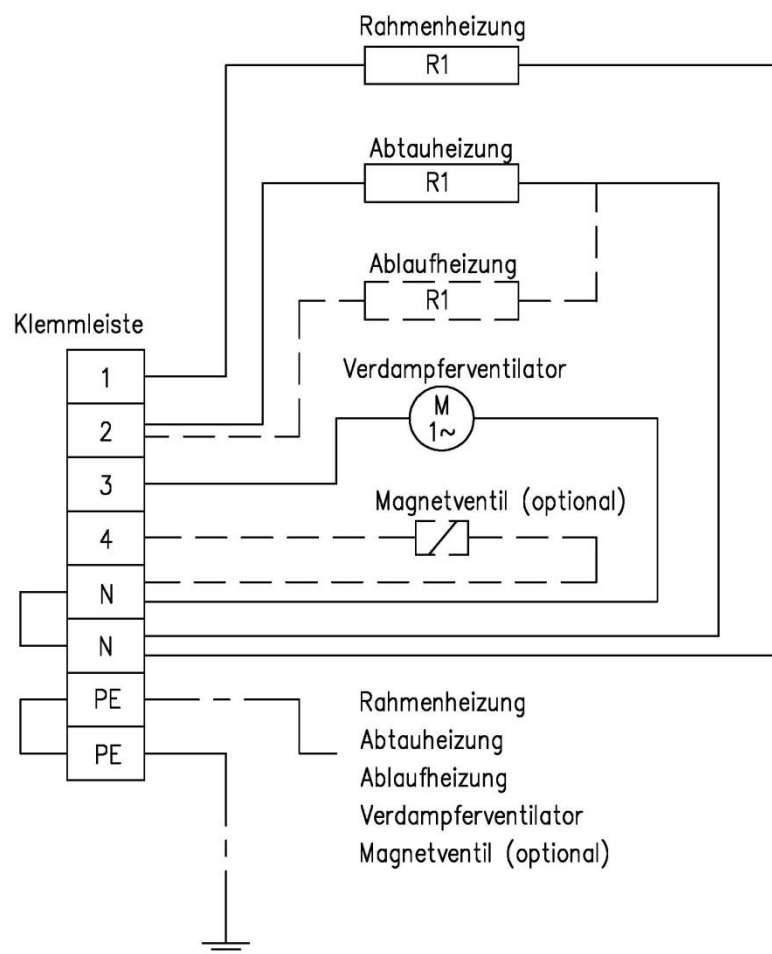 Rahmenheizung
R1
Abtauheizung
R1
Ablaufheizung
R1
Klemmleiste
Verdampferventilator
M
1~
1
2
3
Magnetventil (optional)
4
N
N
PE
PE
Rahmenheizung
Abtauheizung
Ablaufheizung
Verdampferventilator
Magnetventil (optional)